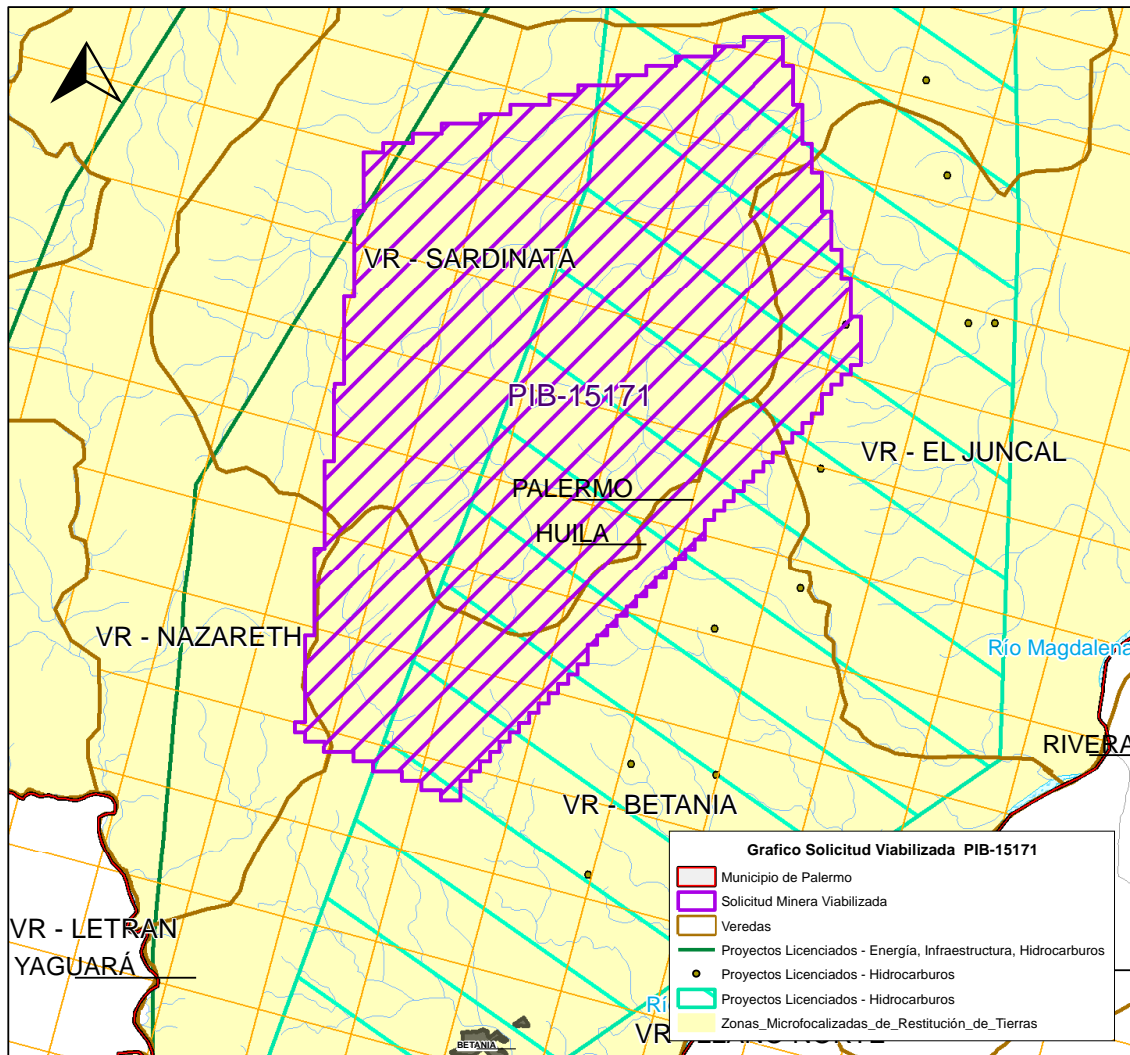 VR - SARDINATA
PIB-15171
VR - EL JUNCAL
PALERMO
HUILA
VR - NAZARETH
Río Magdalena
RIVERA
VR - BETANIA
Grafico Solicitud Viabilizada PIB-15171
Municipio de Palermo
Solicitud Minera Viabilizada
Veredas
Proyectos Licenciados - Energía, Infraestructura, Hidrocarburos
Proyectos Licenciados - Hidrocarburos
Proyectos Licenciados - Hidrocarburos
Zonas_Microfocalizadas_de_Restitución_de_Tierras
VR - LETRAN
YAGUARÁ
BETANIA